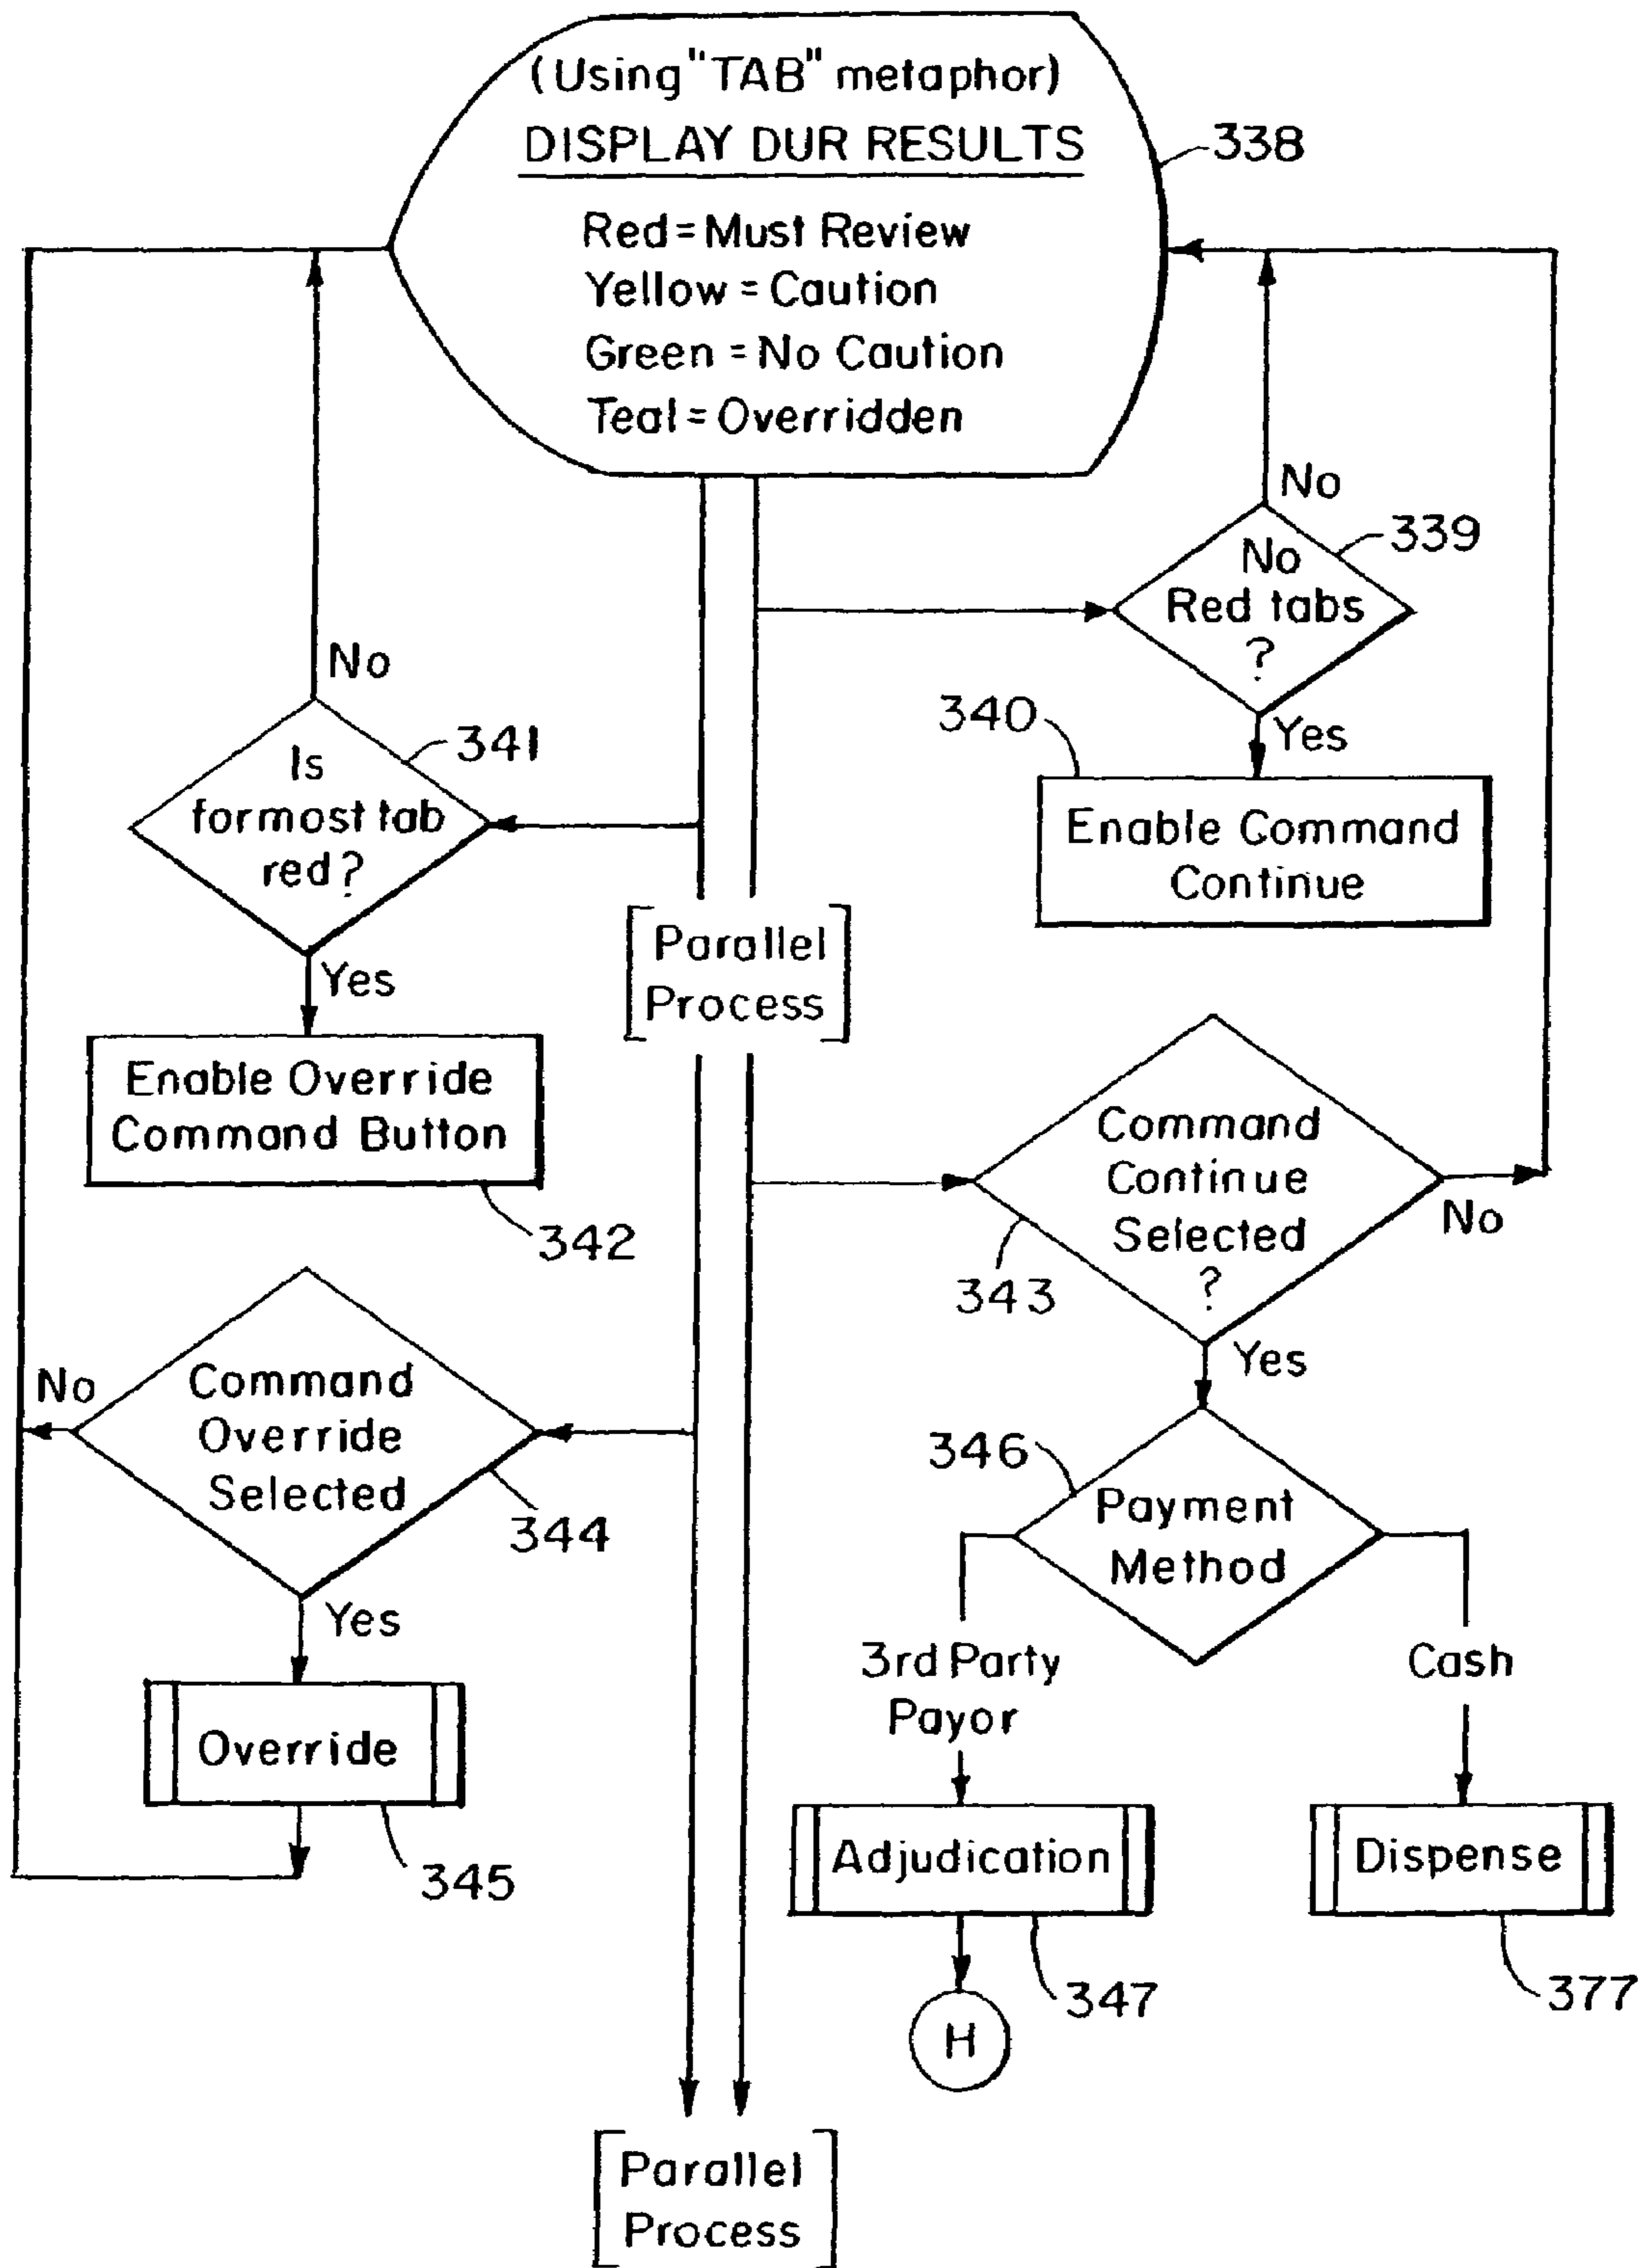 (Using "TAB" metaphor)
DISPLAY DUR RESULTS
Red = Must Review
Yellow = Caution
Green = No Caution
Teal = Overridden
338
No
339
No
Red tabs
?
Yes
340
Enable Command
Continue
No
341
Is
formost tab
red?
Yes
Enable Override
Command Button
342
[Parallel
Process]
Command
Continue
Selected
?
343
No
Yes
No
Command
Override
Selected
344
Yes
Override
345
346
Payment
Method
3rd Party
Payor
Cash
Adjudication
347
Dispense
377
H
[Parallel
Process]